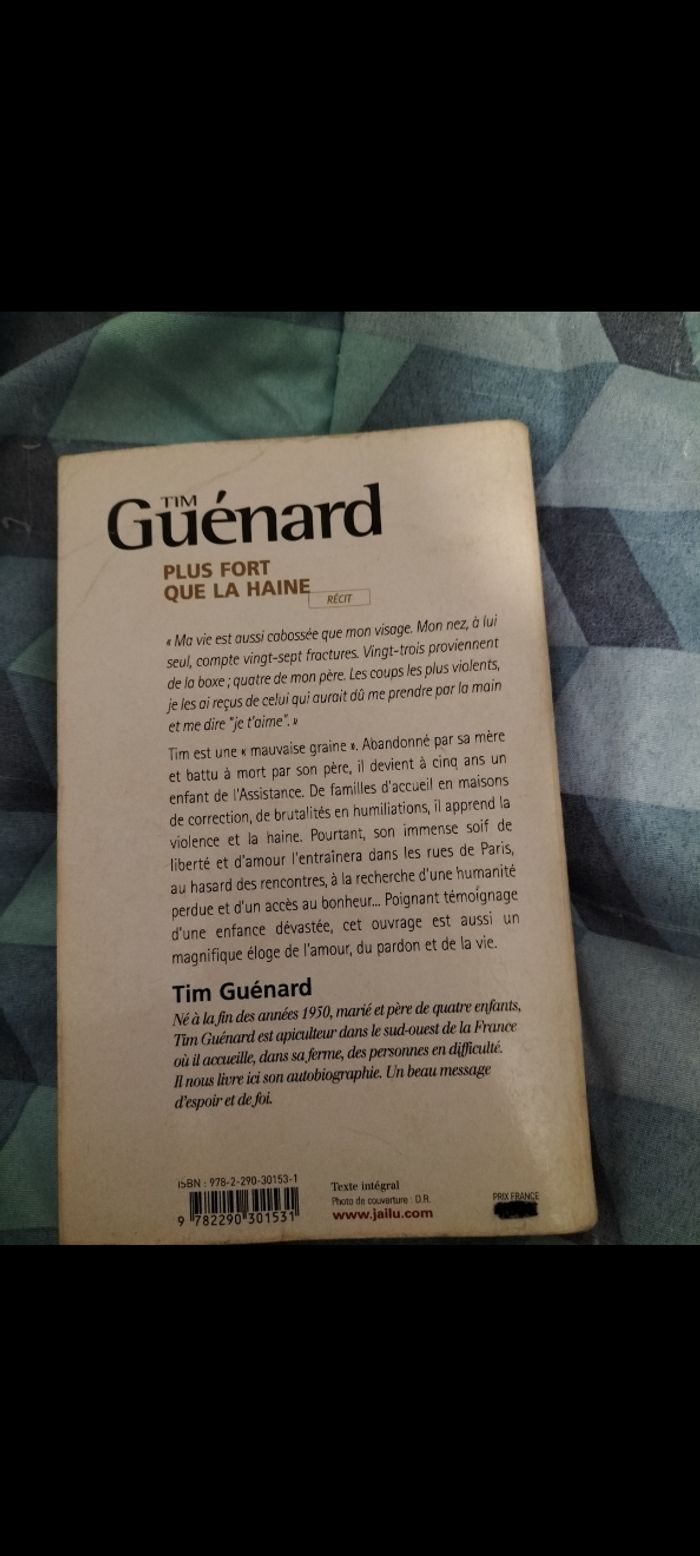 TIM
Guénard
PLUS FORT
QUE LA HAINE
RÉCIT
« Ma vie est aussi cabossée que mon visage. Mon nez, à lui
seul, compte vingt-sept fractures. Vingt-trois proviennent
de la boxe ; quatre de mon père. Les coups les plus violents,
je les ai reçus de celui qui aurait dû me prendre par la main
et me dire "je t'aime". »
Tim est une « mauvaise graine ». Abandonné par sa mère
et battu à mort par son père, il devient à cinq ans un
enfant de l'Assistance. De familles d'accueil en maisons
de correction, de brutalités en humiliations, il apprend la
violence et la haine. Pourtant, son immense soif de
liberté et d'amour l'entraînera dans les rues de Paris,
au hasard des rencontres, à la recherche d'une humanité
perdue et d'un accès au bonheur... Poignant témoignage
d'une enfance dévastée, cet ouvrage est aussi un
magnifique éloge de l'amour, du pardon et de la vie.
Tim Guénard
Né à la fin des années 1950, marié et père de quatre enfants,
Tim Guénard est apiculteur dans le sud-ouest de la France
où il accueille, dans sa ferme, des personnes en difficulté.
Il nous livre ici son autobiographie. Un beau message
d'espoir et de foi.
ISBN : 978-2-290-30153-1
9 782290 301531
Texte intégral
Photo de couverture : D.R.
www.jailu.com
PRIX FRANCE